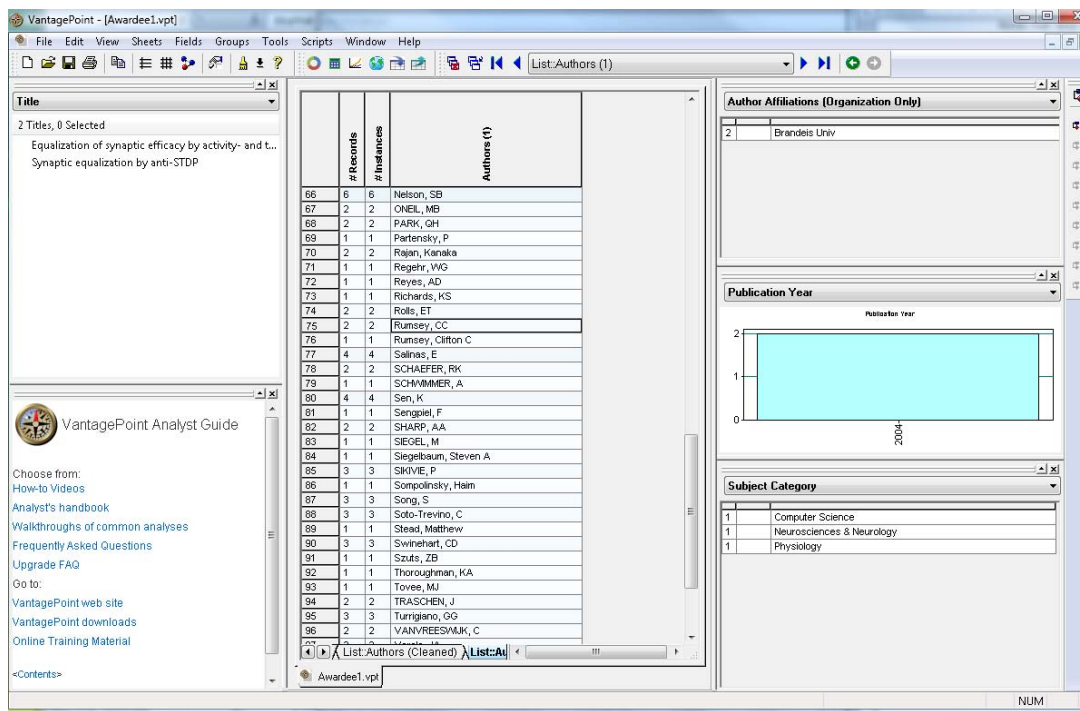 VantagePoint - [Awardee1.vpt]
File Edit View Sheets Fields Groups Tools Scripts Window Help
List:Authors (1)
Title
2 Titles, 0 Selected
Equalization of synaptic efficacy by activity- and t...
Synaptic equalization by anti-STDP
VantagePoint Analyst Guide
Choose from:
How-to Videos
Analyst's handbook
Walkthroughs of common analyses
Frequently Asked Questions
Upgrade FAQ
Go to:
VantagePoint web site
VantagePoint downloads
Online Training Material
<Contents>
# Records # Instances Authors (1)
66 6 6 Nelson, SB
67 2 2 ONEIL, MB
68 2 2 PARK, QH
69 1 1 Partensky, P
70 2 2 Rajan, Kanaka
71 1 1 Regehr, WG
72 1 1 Reyes, AD
73 1 1 Richards, KS
74 2 2 Rolls, ET
75 2 2 Rumsey, CC
76 1 1 Rumsey, Clifton C
77 4 4 Salinas, E
78 2 2 SCHAEFER, RK
79 1 1 SCHWIMMER, A
80 4 4 Sen, K
81 1 1 Sengpiel, F
82 2 2 SHARP, AA
83 1 1 SIEGEL, M
84 1 1 Siegelbaum, Steven A
85 3 3 SIKIVIE, P
86 1 1 Sompolinsky, Haim
87 3 3 Song, S
88 3 3 Soto-Trevino, C
89 1 1 Stead, Matthew
90 3 3 Swinehart, CD
91 1 1 Szuts, ZB
92 1 1 Thoroughman, KA
93 1 1 Tovee, MJ
94 2 2 TRASCHEN, J
95 3 3 Turrigiano, GG
96 2 2 VANVREESWIJK, C
List:Authors (Cleaned) List:Au
Awardee1.vpt
Author Affiliations (Organization Only)
2 Brandeis Univ
Publication Year
Publication Year
2
1
0
2004
Subject Category
1 Computer Science
1 Neurosciences & Neurology
1 Physiology
NUM